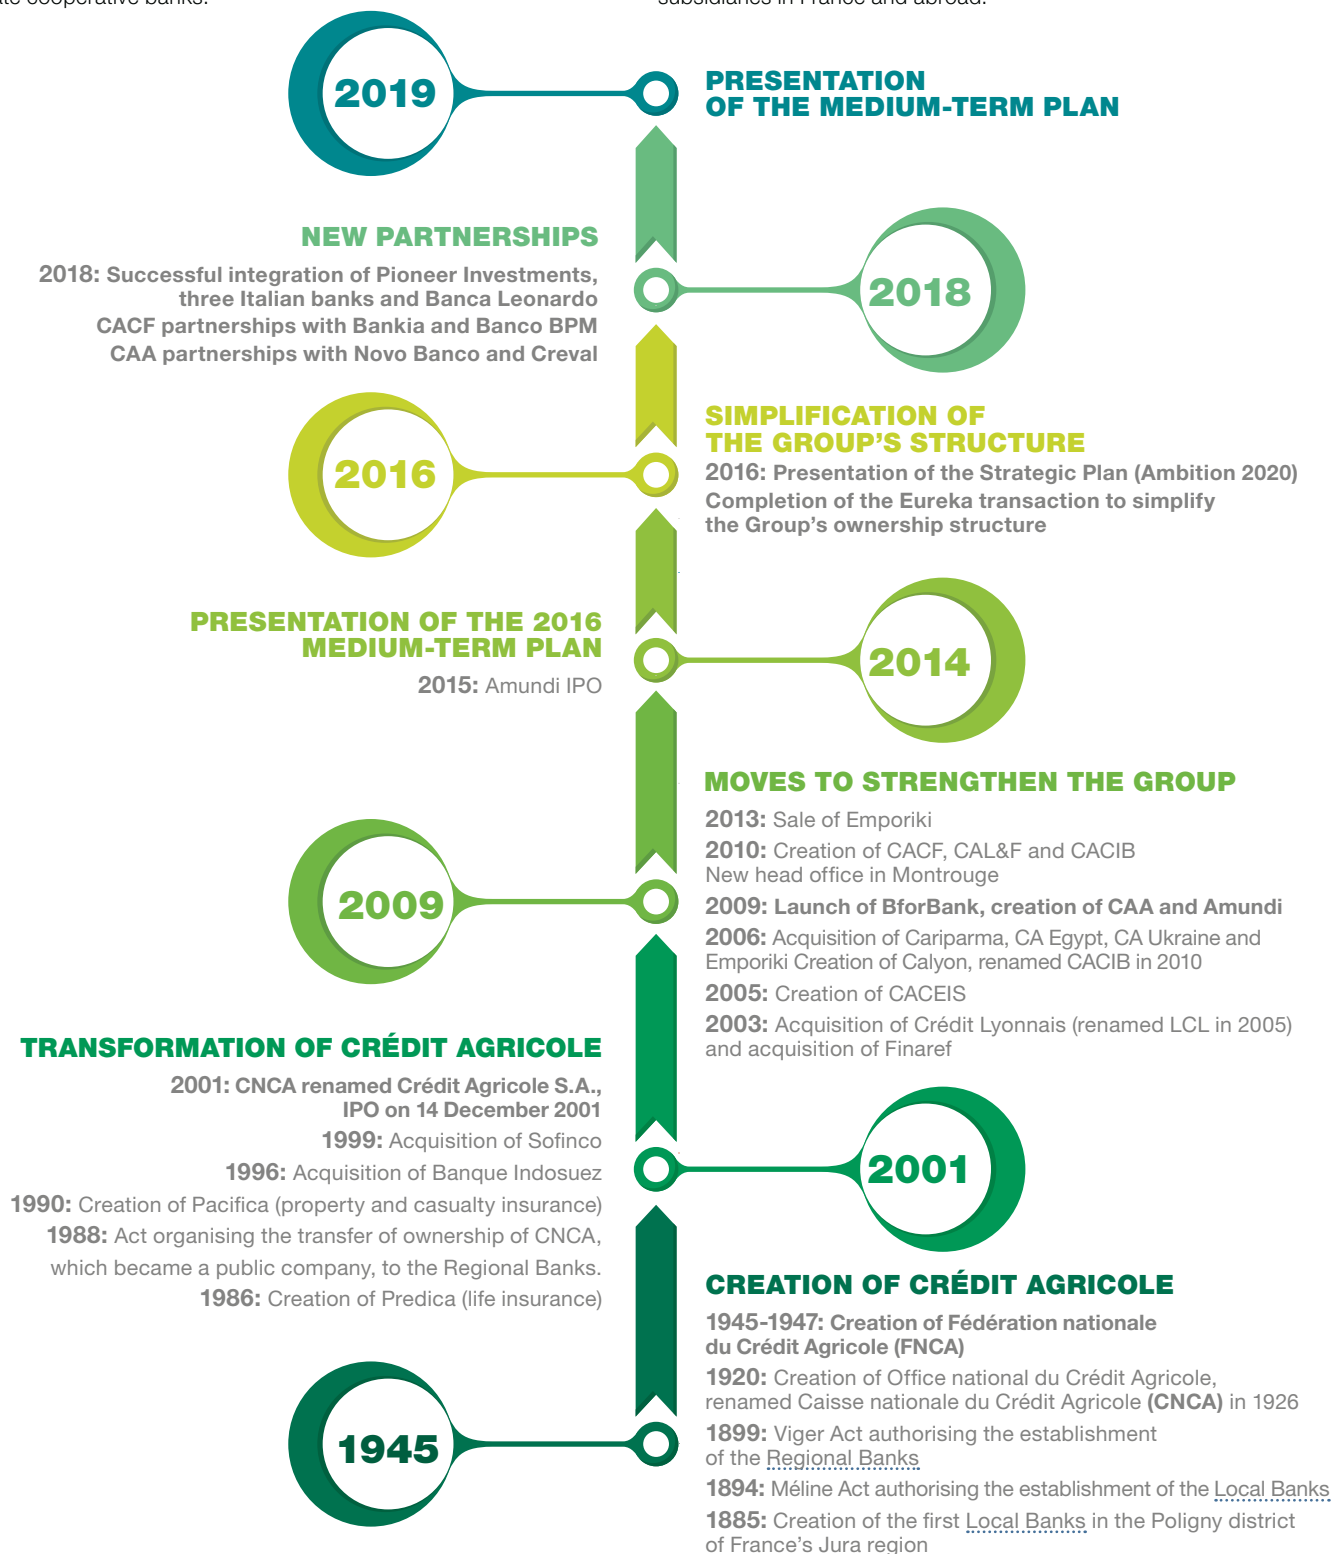 2019
PRESENTATION
OF THE MEDIUM-TERM PLAN
NEW PARTNERSHIPS
2018: Successful integration of Pioneer Investments,
three Italian banks and Banca Leonardo
CACF partnerships with Bankia and Banco BPM
CAA partnerships with Novo Banco and Creval
2018
2016
SIMPLIFICATION OF
THE GROUP'S STRUCTURE
2016: Presentation of the Strategic Plan (Ambition 2020)
Completion of the Eureka transaction to simplify
the Group's ownership structure
PRESENTATION OF THE 2016
MEDIUM-TERM PLAN
2015: Amundi IPO
2014
MOVES TO STRENGTHEN THE GROUP
2013: Sale of Emporiki
2010: Creation of CACF, CAL&F and CACIB
New head office in Montrouge
2009: Launch of BforBank, creation of CAA and Amundi
2006: Acquisition of Cariparma, CA Egypt, CA Ukraine and
Emporiki Creation of Calyon, renamed CACIB in 2010
2005: Creation of CACEIS
2003: Acquisition of Crédit Lyonnais (renamed LCL in 2005)
and acquisition of Finaref
2009
TRANSFORMATION OF CRÉDIT AGRICOLE
2001: CNCA renamed Crédit Agricole S.A.,
IPO on 14 December 2001
1999: Acquisition of Sofinco
1996: Acquisition of Banque Indosuez
1990: Creation of Pacifica (property and casualty insurance)
1988: Act organising the transfer of ownership of CNCA,
which became a public company, to the Regional Banks.
1986: Creation of Predica (life insurance)
2001
CREATION OF CRÉDIT AGRICOLE
1945-1947: Creation of Fédération nationale
du Crédit Agricole (FNCA)
1920: Creation of Office national du Crédit Agricole,
renamed Caisse nationale du Crédit Agricole (CNCA) in 1926
1899: Viger Act authorising the establishment
of the Regional Banks
1894: Méline Act authorising the establishment of the Local Banks
1885: Creation of the first Local Banks in the Poligny district
of France's Jura region
1945